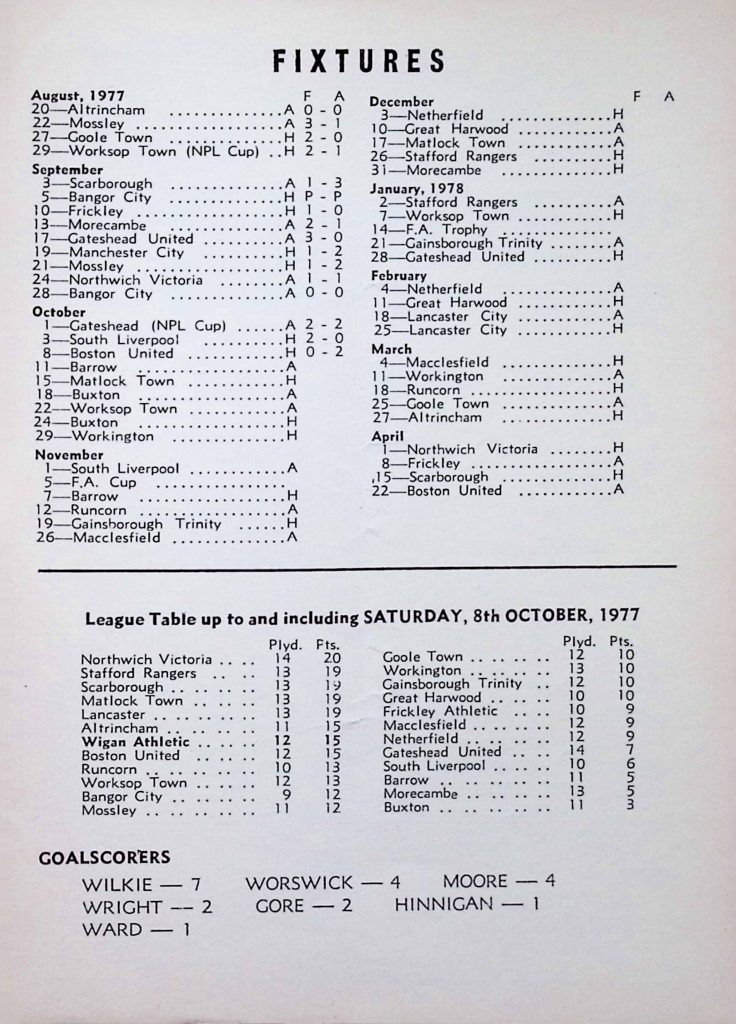 FIXTURES
August, 1977 F A
20—Altrincham ................A 0 - 0
22—Mossley .................A 3 - 1
27—Goole Town .............H 2 - 0
29—Worksop Town (NPL Cup) ..H 2 - 1
September
3—Scarborough .............A 1 - 3
5—Bangor City .............H P - P
10—Frickley .................H 1 - 0
13—Morecambe .............A 2 - 1
17—Gateshead United ........A 3 - 0
19—Manchester City ..........H 1 - 2
21—Mossley .................H 1 - 2
24—Northwich Victoria .......A 1 - 1
28—Bangor City .............A 0 - 0
October
1—Gateshead (NPL Cup) ......A 2 - 2
3—South Liverpool ..........H 2 - 0
8—Boston United ............H 0 - 2
11—Barrow .................A
15—Matlock Town ...........H
18—Buxton .................A
22—Worksop Town ..........A
24—Buxton .................H
29—Workington .............H
November
1—South Liverpool ..........A
5—F.A. Cup ...............
7—Barrow .................H
12—Runcorn ................A
19—Gainsborough Trinity ......H
26—Macclesfield .............A
F A
December
3—Netherfield .............H
10—Great Harwood ...........A
17—Matlock Town ...........A
26—Stafford Rangers .........H
31—Morecambe .............H
January, 1978
2—Stafford Rangers .........A
7—Worksop Town ...........H
14—F.A. Trophy .............
21—Gainsborough Trinity ......A
28—Gateshead United .........H
February
4—Netherfield .............A
11—Great Harwood ...........H
18—Lancaster City ...........A
25—Lancaster City ...........H
March
4—Macclesfield .............H
11—Workington .............A
18—Runcorn ................H
25—Goole Town .............A
27—Altrincham .............H
April
1—Northwich Victoria .......H
8—Frickley .................A
15—Scarborough .............H
22—Boston United ............A
League Table up to and including SATURDAY, 8th OCTOBER, 1977
Plyd. Pts.
Northwich Victoria .... 14 20
Stafford Rangers .... 13 19
Scarborough ........ 13 19
Matlock Town ...... 13 19
Lancaster .......... 13 19
Altrincham ........ 11 15
Wigan Athletic ...... 12 15
Boston United ...... 12 15
Runcorn .......... 10 13
Worksop Town ...... 12 13
Bangor City ........ 9 12
Mossley .......... 11 12
Plyd. Pts.
Goole Town ........ 12 10
Workington ........ 13 10
Gainsborough Trinity .. 12 10
Great Harwood ...... 10 10
Frickley Athletic ...... 10 9
Macclesfield ........ 12 9
Netherfield ........ 12 9
Gateshead United .... 14 7
South Liverpool ...... 10 6
Barrow .......... 11 5
Morecambe ........ 13 5
Buxton .......... 11 3
GOALSCORERS
WILKIE — 7 WORSWICK — 4 MOORE — 4
WRIGHT — 2 GORE — 2 HINNIGAN — 1
WARD — 1